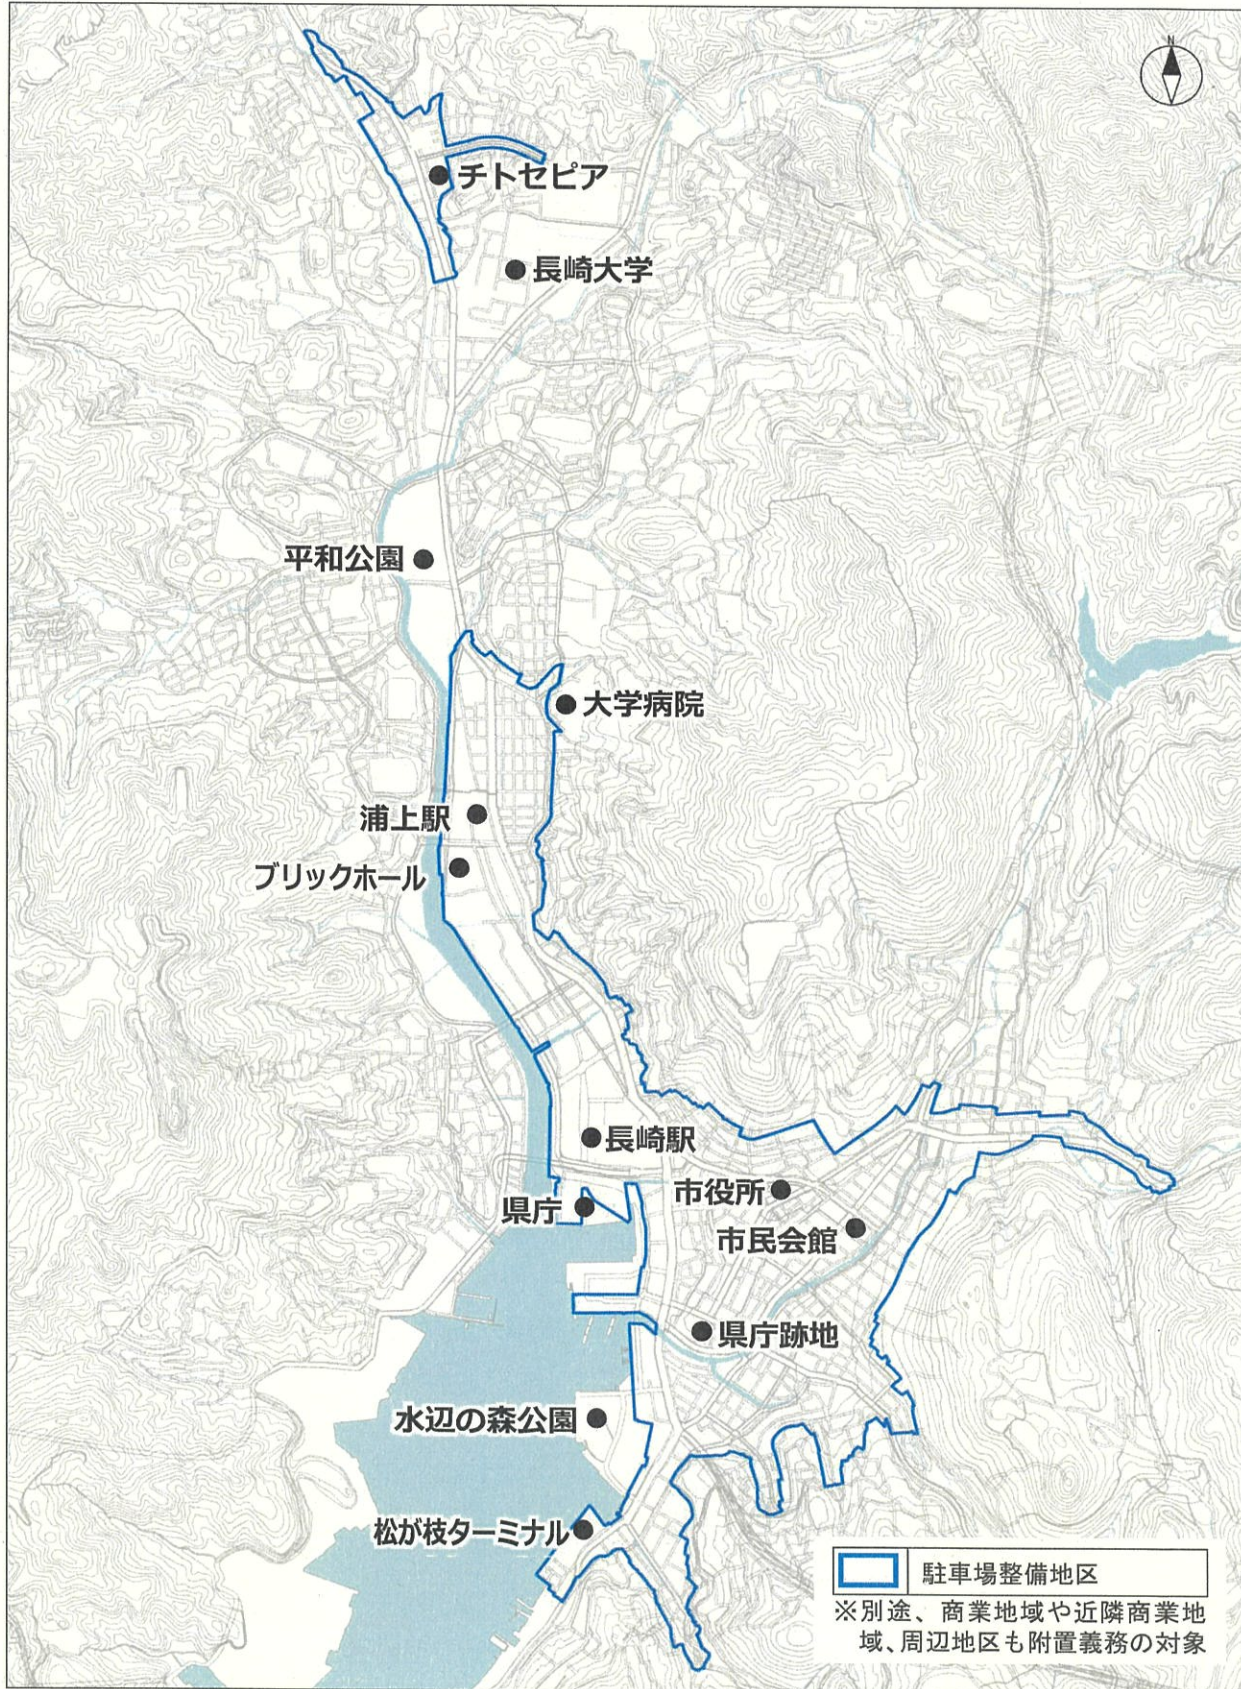 N
チトセピア
長崎大学
平和公園
大学病院
浦上駅
ブリックホール
長崎駅
市役所
県庁
市民会館
県庁跡地
水辺の森公園
松が枝ターミナル
駐車場整備地区
※別途、商業地域や近隣商業地
域、周辺地区も附置義務の対象